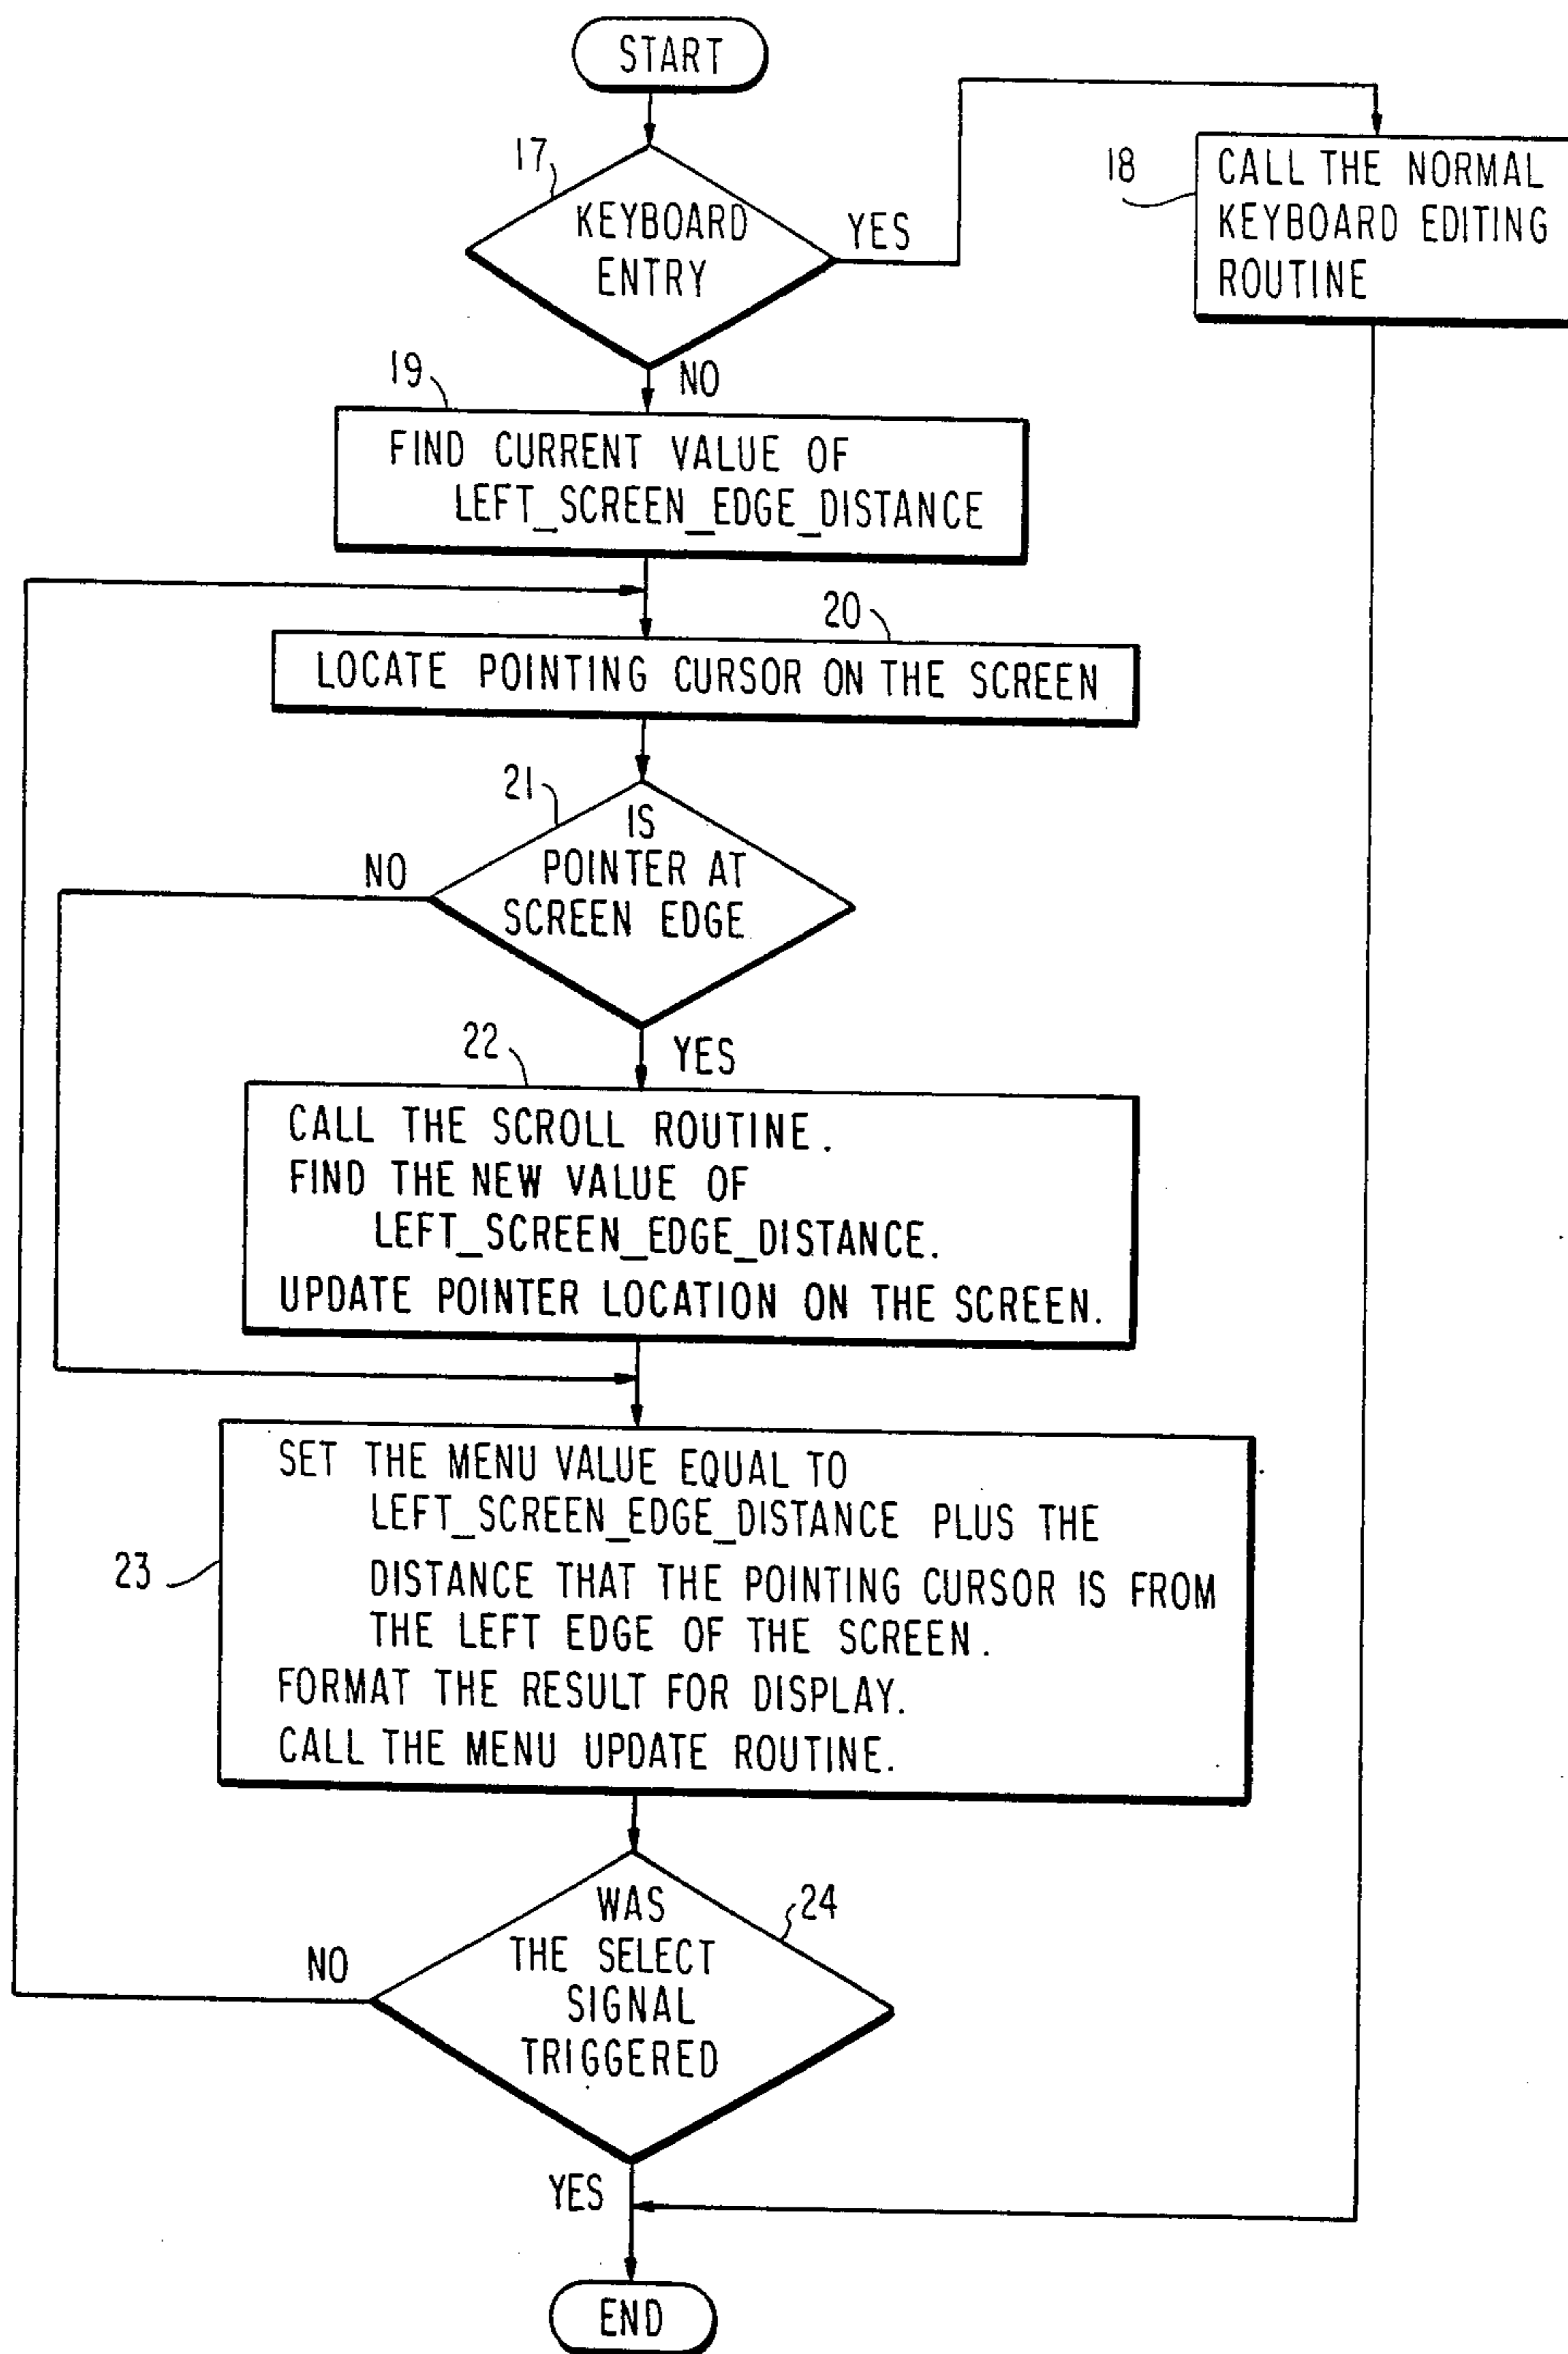 START
17
KEYBOARD
ENTRY
YES
18
CALL THE NORMAL
KEYBOARD EDITING
ROUTINE
NO
19
FIND CURRENT VALUE OF
LEFT_SCREEN_EDGE_DISTANCE
20
LOCATE POINTING CURSOR ON THE SCREEN
21
IS
POINTER AT
SCREEN EDGE
NO
YES
22
CALL THE SCROLL ROUTINE.
FIND THE NEW VALUE OF
LEFT_SCREEN_EDGE_DISTANCE.
UPDATE POINTER LOCATION ON THE SCREEN.
23
SET THE MENU VALUE EQUAL TO
LEFT_SCREEN_EDGE_DISTANCE PLUS THE
DISTANCE THAT THE POINTING CURSOR IS FROM
THE LEFT EDGE OF THE SCREEN.
FORMAT THE RESULT FOR DISPLAY.
CALL THE MENU UPDATE ROUTINE.
24
WAS
THE SELECT
SIGNAL
TRIGGERED
NO
YES
END